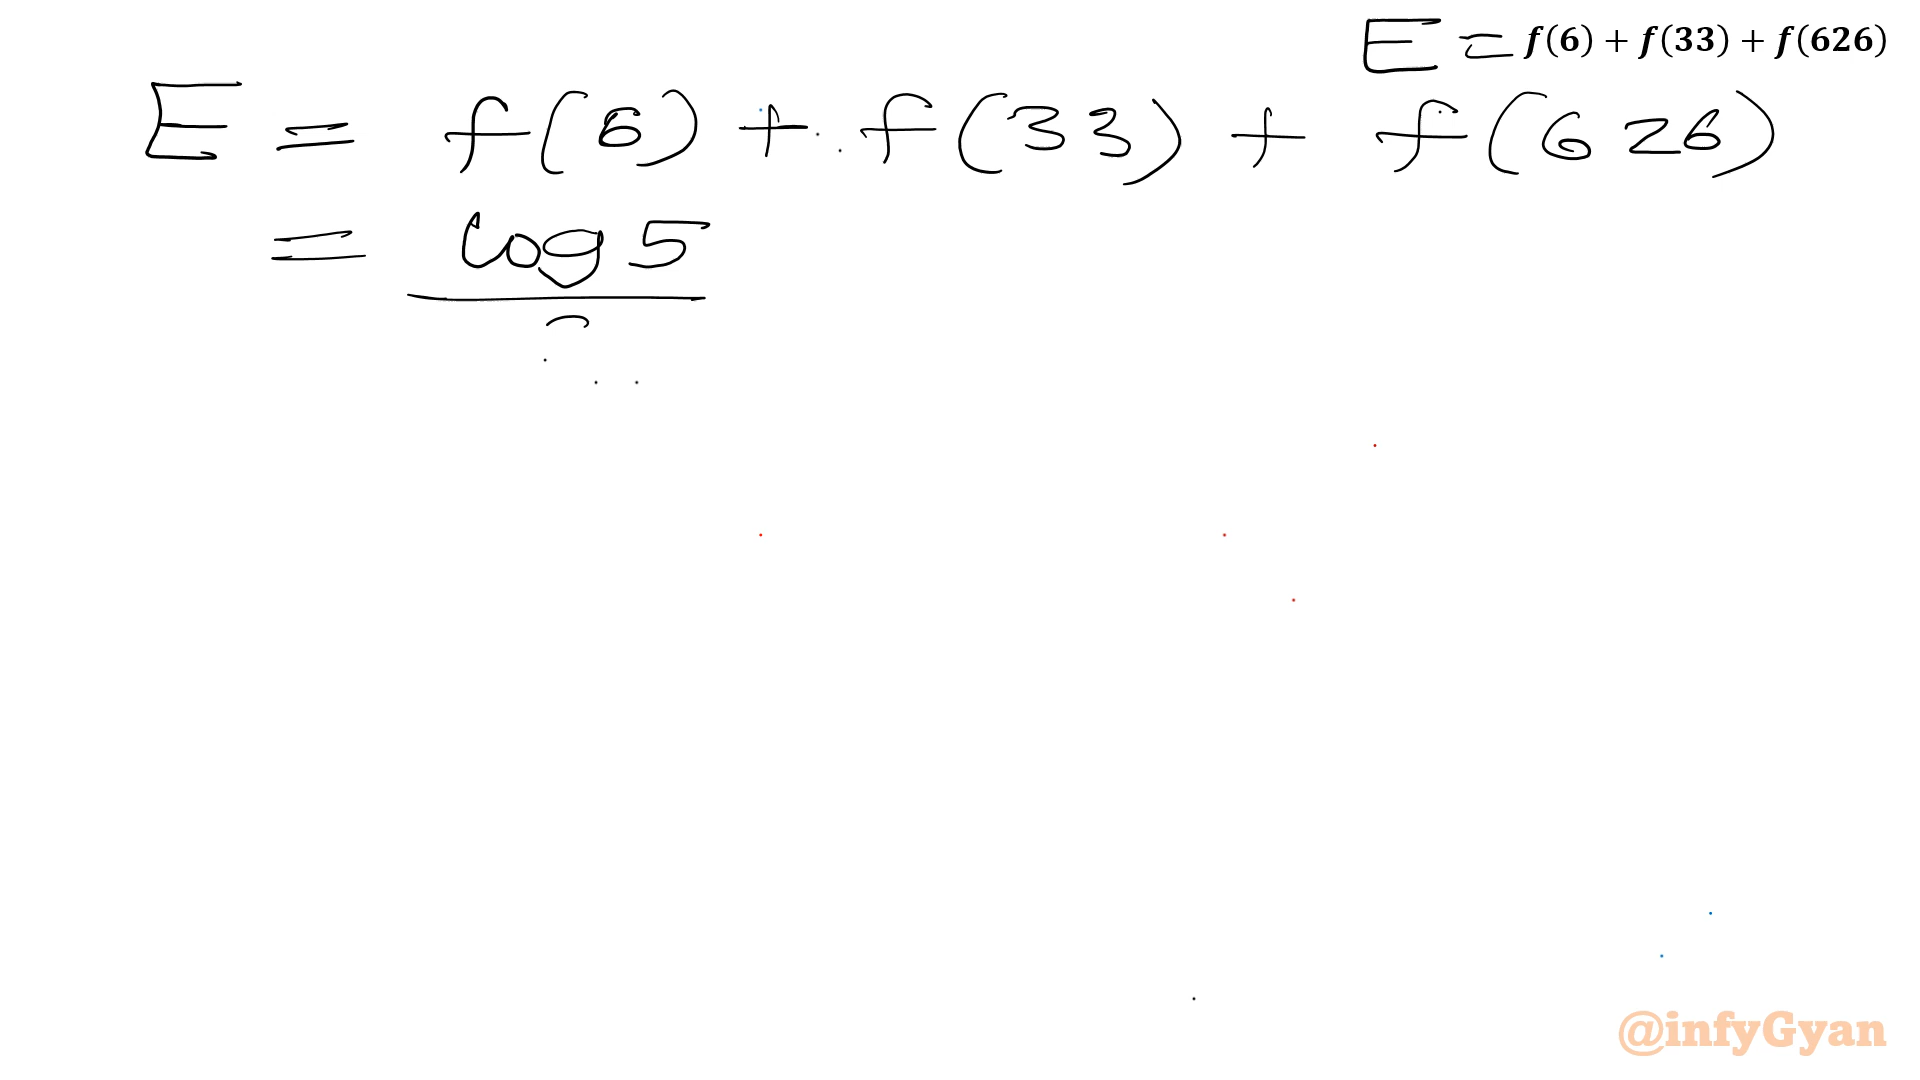 E = f(6) + f(33) + f(626)
E = f(6) + f(33) + f(626)
= log 5
@infyGyan